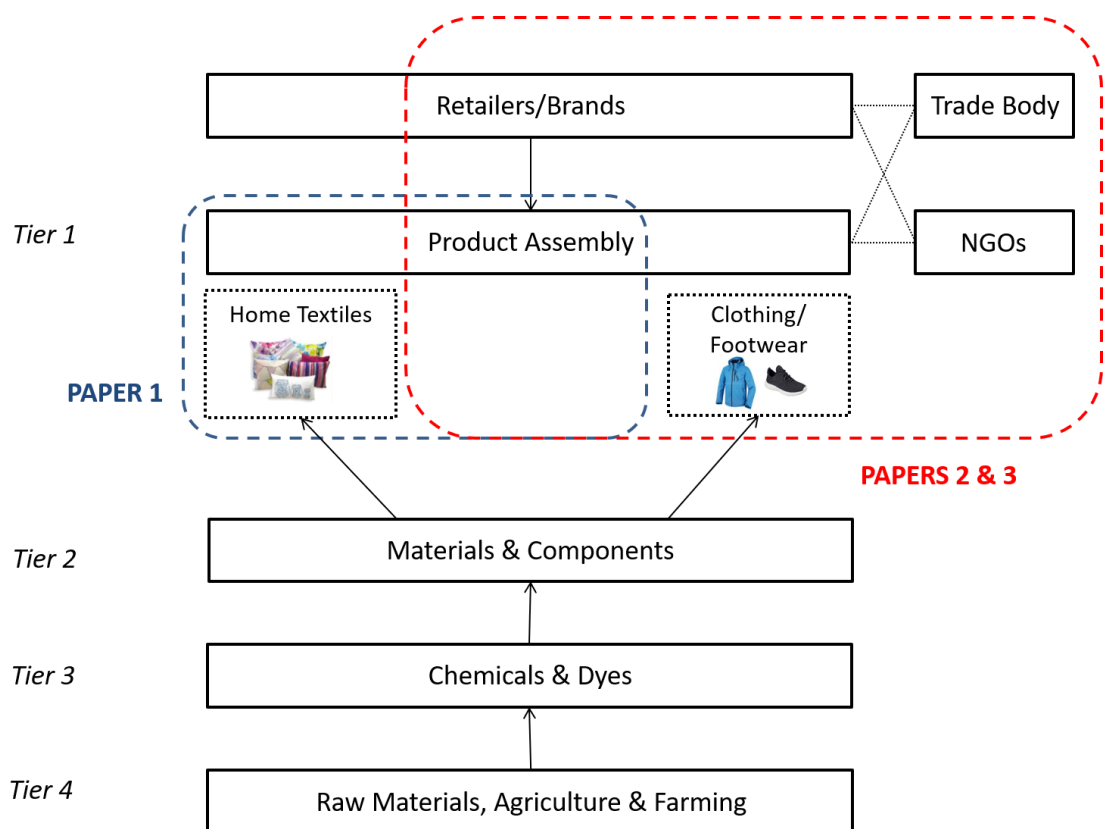 Retailers/Brands
Trade Body
Tier 1
Product Assembly
NGOs
Home Textiles
Clothing/
Footwear
PAPER 1
PAPERS 2 & 3
Tier 2
Materials & Components
Tier 3
Chemicals & Dyes
Tier 4
Raw Materials, Agriculture & Farming